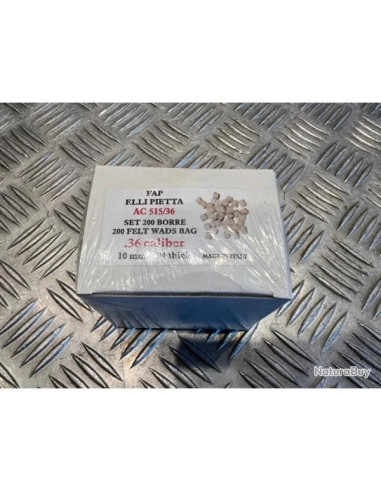 FAP
F.LLI PIETTA
AC 515/36
SET 200 BORRE
200 FELT WADS BAG
.36 caliber
10 mm thick
MADE IN ITALY
NaturaBuy